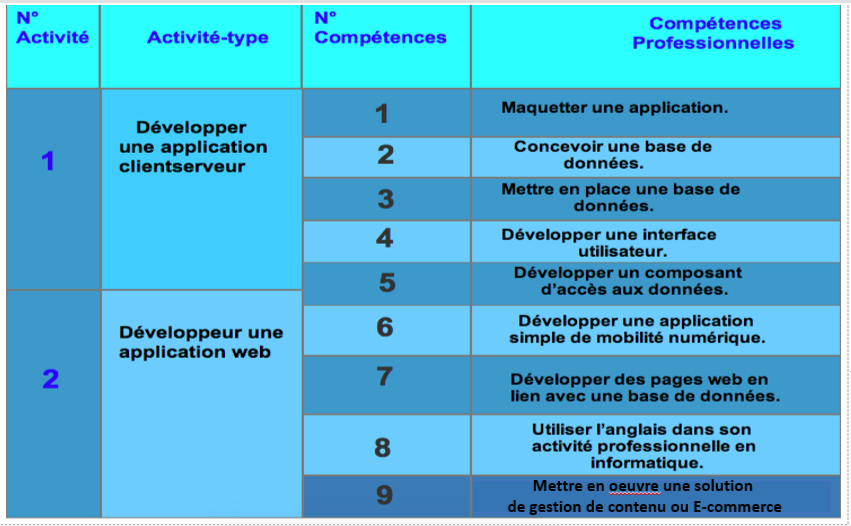 N°
Activité
Activité-type
N°
Compétences
Compétences
Professionnelles
1
Développer
une application
clientserveur
1
Maquetter une application.
2
Concevoir une base de
données.
3
Mettre en place une base de
données.
4
Développer une interface
utilisateur.
5
Développer un composant
d’accès aux données.
2
Développeur une
application web
6
Développer une application
simple de mobilité numérique.
7
Développer des pages web en
lien avec une base de données.
8
Utiliser l’anglais dans son
activité professionnelle en
informatique.
9
Mettre en oeuvre une solution
de gestion de contenu ou E-commerce